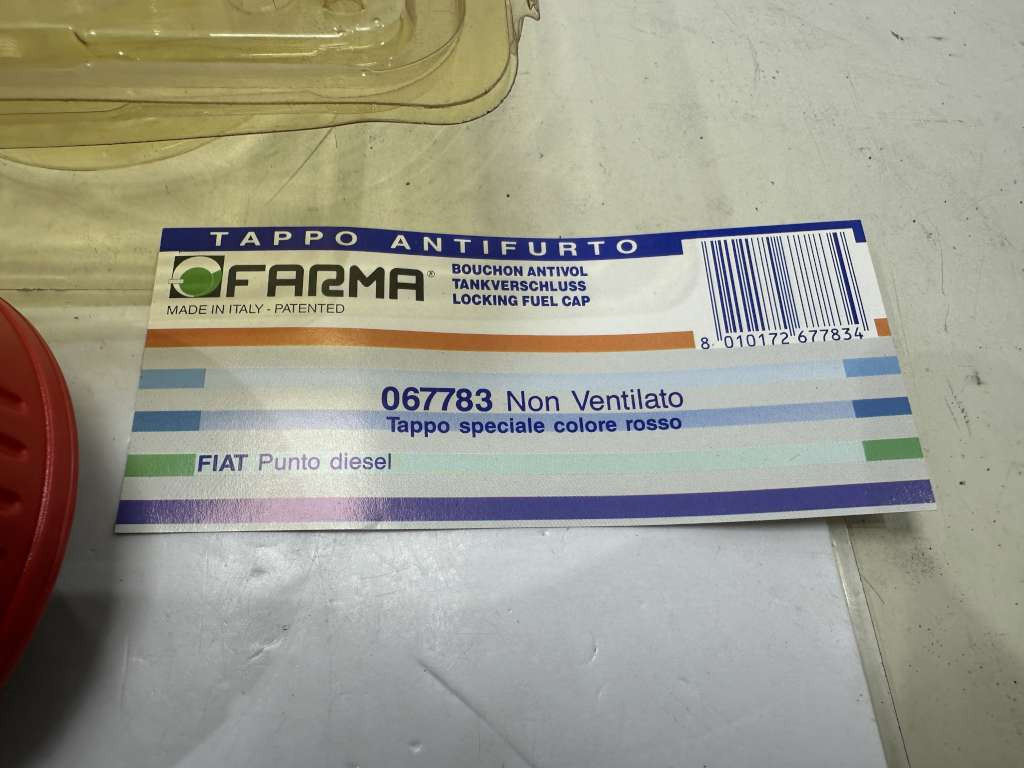 TAPPO ANTIFURTO
FARMA®
BOUCHON ANTIVOL
TANKVERSCHLUSS
LOCKING FUEL CAP
MADE IN ITALY - PATENTED
8 010172 677834
067783 Non Ventilato
Tappo speciale colore rosso
FIAT Punto diesel